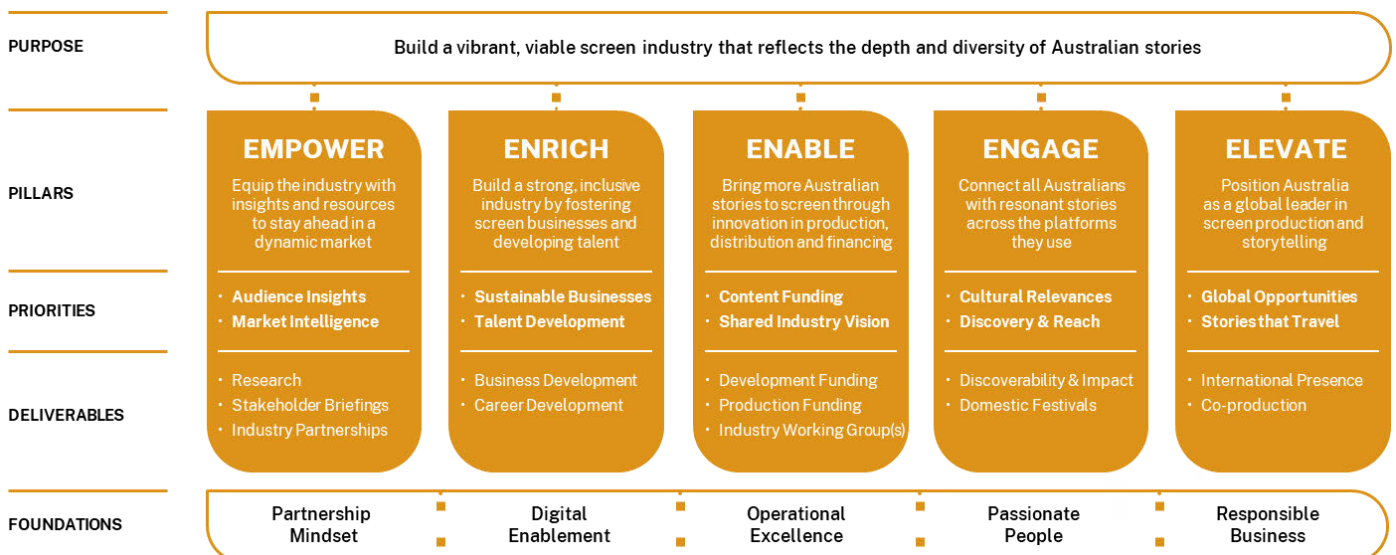 PURPOSE
Build a vibrant, viable screen industry that reflects the depth and diversity of Australian stories
PILLARS
EMPOWER
Equip the industry with
insights and resources
to stay ahead in a
dynamic market
ENRICH
Build a strong, inclusive
industry by fostering
screen businesses and
developing talent
ENABLE
Bring more Australian
stories to screen through
innovation in production,
distribution and financing
ENGAGE
Connect all Australians
with resonant stories
across the platforms
they use
ELEVATE
Position Australia
as a global leader in
screen production and
storytelling
PRIORITIES
• Audience Insights
• Market Intelligence
• Sustainable Businesses
• Talent Development
• Content Funding
• Shared Industry Vision
• Cultural Relevances
• Discovery & Reach
• Global Opportunities
• Stories that Travel
DELIVERABLES
• Research
• Stakeholder Briefings
• Industry Partnerships
• Business Development
• Career Development
• Development Funding
• Production Funding
• Industry Working Group(s)
• Discoverability & Impact
• Domestic Festivals
• International Presence
• Co-production
FOUNDATIONS
Partnership
Mindset
Digital
Enablement
Operational
Excellence
Passionate
People
Responsible
Business